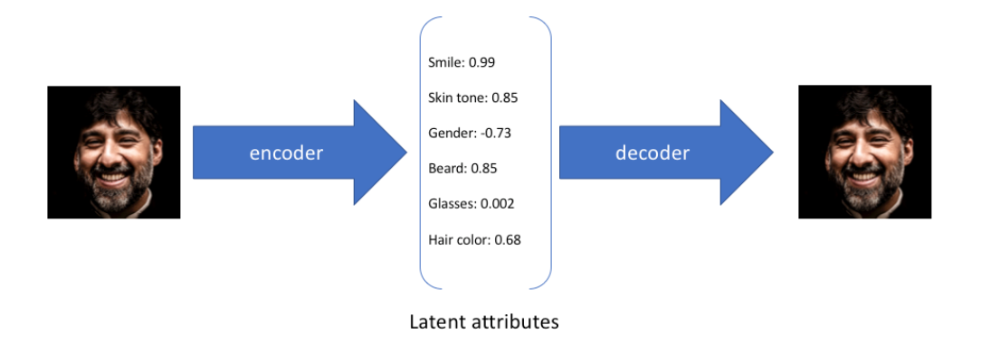 encoder
Smile: 0.99
Skin tone: 0.85
Gender: -0.73
Beard: 0.85
Glasses: 0.002
Hair color: 0.68
decoder
Latent attributes